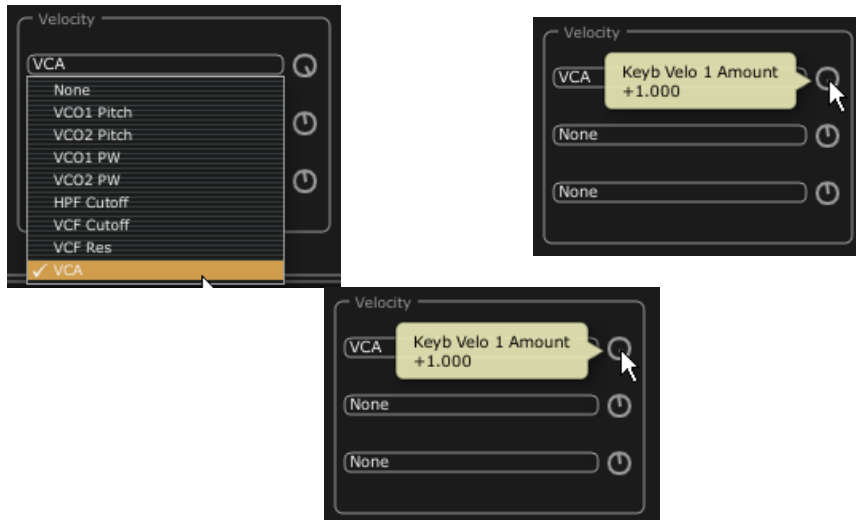 Velocity
VCA
None
VCO1 Pitch
VCO2 Pitch
VCO1 PW
VCO2 PW
HPF Cutoff
VCF Cutoff
VCF Res
✓ VCA
Velocity
VCA
Keyb Velo 1 Amount
+1.000
None
None
Velocity
VCA
Keyb Velo 1 Amount
+1.000
None
None